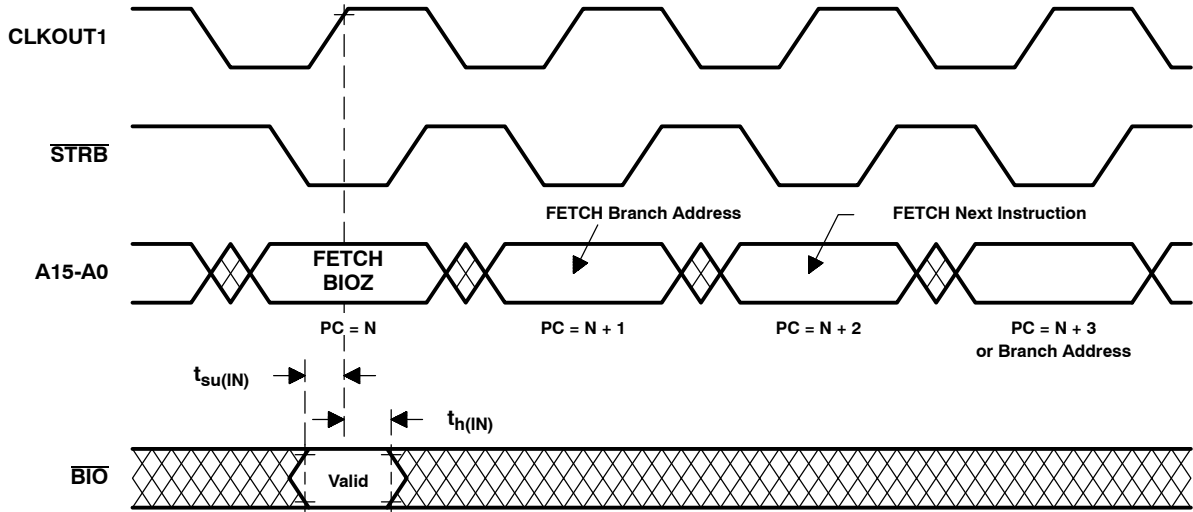 CLKOUT1
STRB
FETCH Branch Address
FETCH Next Instruction
A15-A0
FETCH
BIOZ
PC = N
PC = N + 1
PC = N + 2
PC = N + 3
or Branch Address
tsu(IN)
th(IN)
BIO
Valid